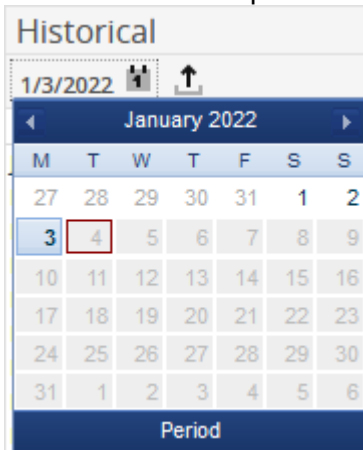 Historical
1/3/2022
January 2022
M T W T F S S
27 28 29 30 31 1 2
3 4 5 6 7 8 9
10 11 12 13 14 15 16
17 18 19 20 21 22 23
24 25 26 27 28 29 30
31 1 2 3 4 5 6
Period